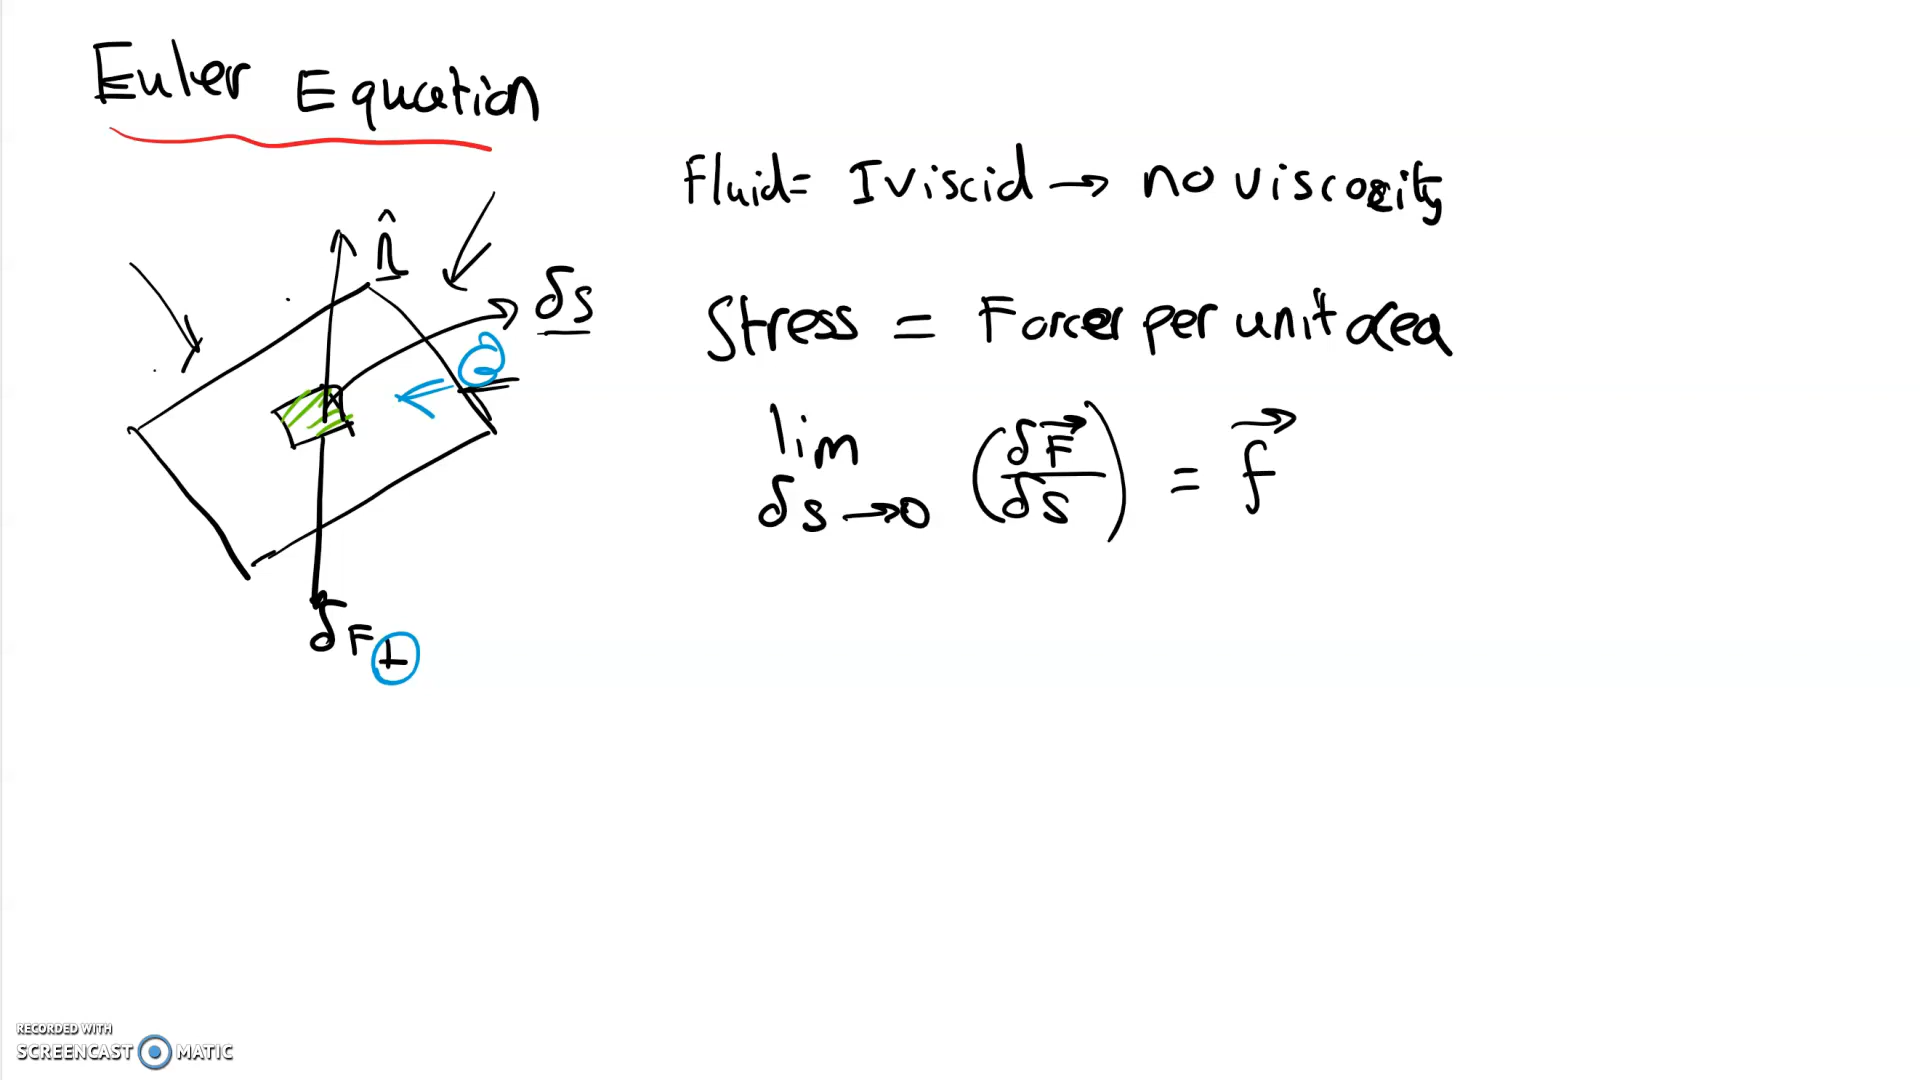 Euler Equation
Fluid = Iviscid → no viscosity
n̂
δs
Stress = Forcer per unit area
lim δs→0 (δF⃗/δs) = f⃗
δF⊥
RECORDED WITH
SCREENCAST MATIC